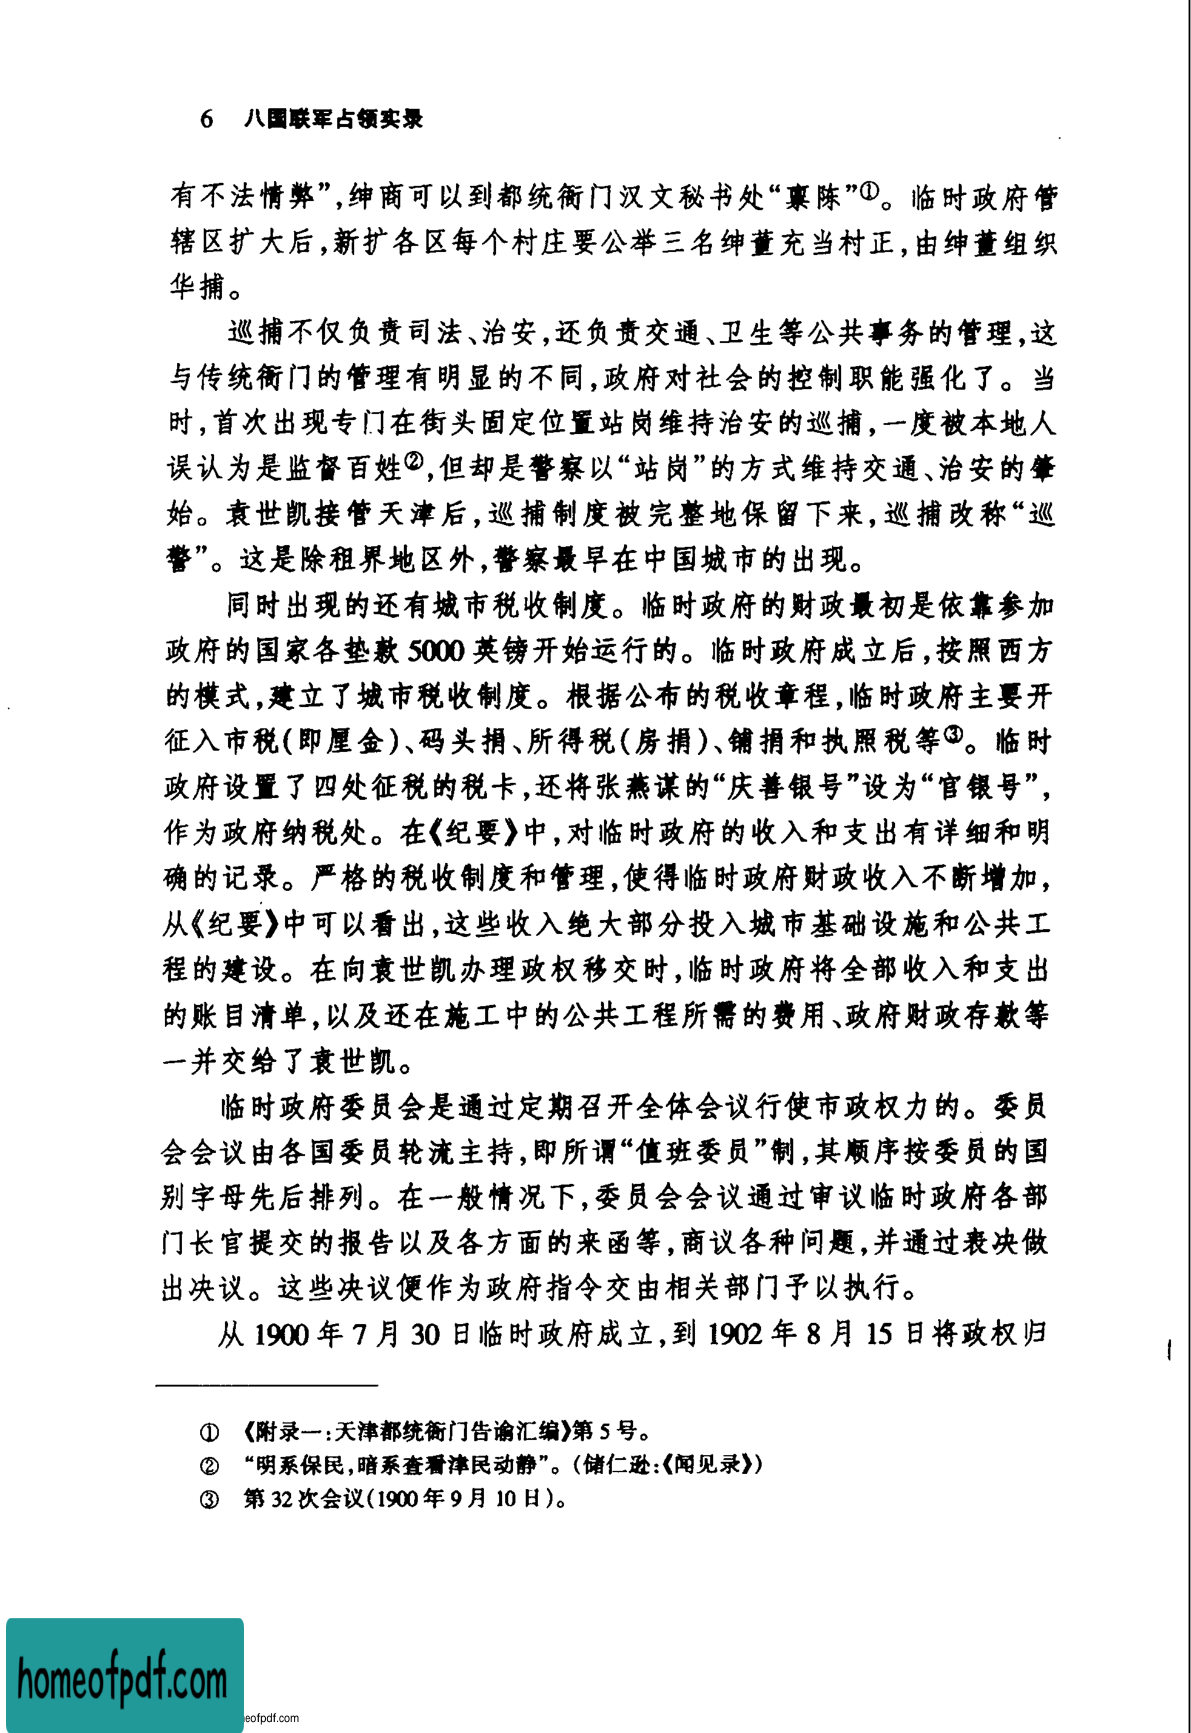 6 八国联军占领实录
有不法情弊”,绅商可以到都统衙门汉文秘书处“禀陈”①。临时政府管
辖区扩大后,新扩各区每个村庄要公举三名绅董充当村正,由绅董组织
华捕。
巡捕不仅负责司法、治安,还负责交通、卫生等公共事务的管理,这
与传统衙门的管理有明显的不同,政府对社会的控制职能强化了。当
时,首次出现专门在街头固定位置站岗维持治安的巡捕,一度被本地人
误认为是监督百姓②,但却是警察以“站岗”的方式维持交通、治安的肇
始。袁世凯接管天津后,巡捕制度被完整地保留下来,巡捕改称“巡
警”。这是除租界地区外,警察最早在中国城市的出现。
同时出现的还有城市税收制度。临时政府的财政最初是依靠参加
政府的国家各垫款 5000 英镑开始运行的。临时政府成立后,按照西方
的模式,建立了城市税收制度。根据公布的税收章程,临时政府主要开
征入市税(即厘金)、码头捐、所得税(房捐)、铺捐和执照税等③。临时
政府设置了四处征税的税卡,还将张燕谋的“庆善银号”设为“官银号”,
作为政府纳税处。在《纪要》中,对临时政府的收入和支出有详细和明
确的记录。严格的税收制度和管理,使得临时政府财政收入不断增加,
从《纪要》中可以看出,这些收入绝大部分投入城市基础设施和公共工
程的建设。在向袁世凯办理政权移交时,临时政府将全部收入和支出
的账目清单,以及还在施工中的公共工程所需的费用、政府财政存款等
一并交给了袁世凯。
临时政府委员会是通过定期召开全体会议行使市政权力的。委员
会会议由各国委员轮流主持,即所谓“值班委员”制,其顺序按委员的国
别字母先后排列。在一般情况下,委员会会议通过审议临时政府各部
门长官提交的报告以及各方面的来函等,商议各种问题,并通过表决做
出决议。这些决议便作为政府指令交由相关部门予以执行。
从 1900 年 7 月 30 日临时政府成立,到 1902 年 8 月 15 日将政权归
① 《附录一:天津都统衙门告谕汇编》第 5 号。
② “明系保民,暗系查看津民动静”。(储仁逊:《闻见录》)
③ 第 32 次会议(1900 年 9 月 10 日)。
homeofpdf.com
eofpdf.com